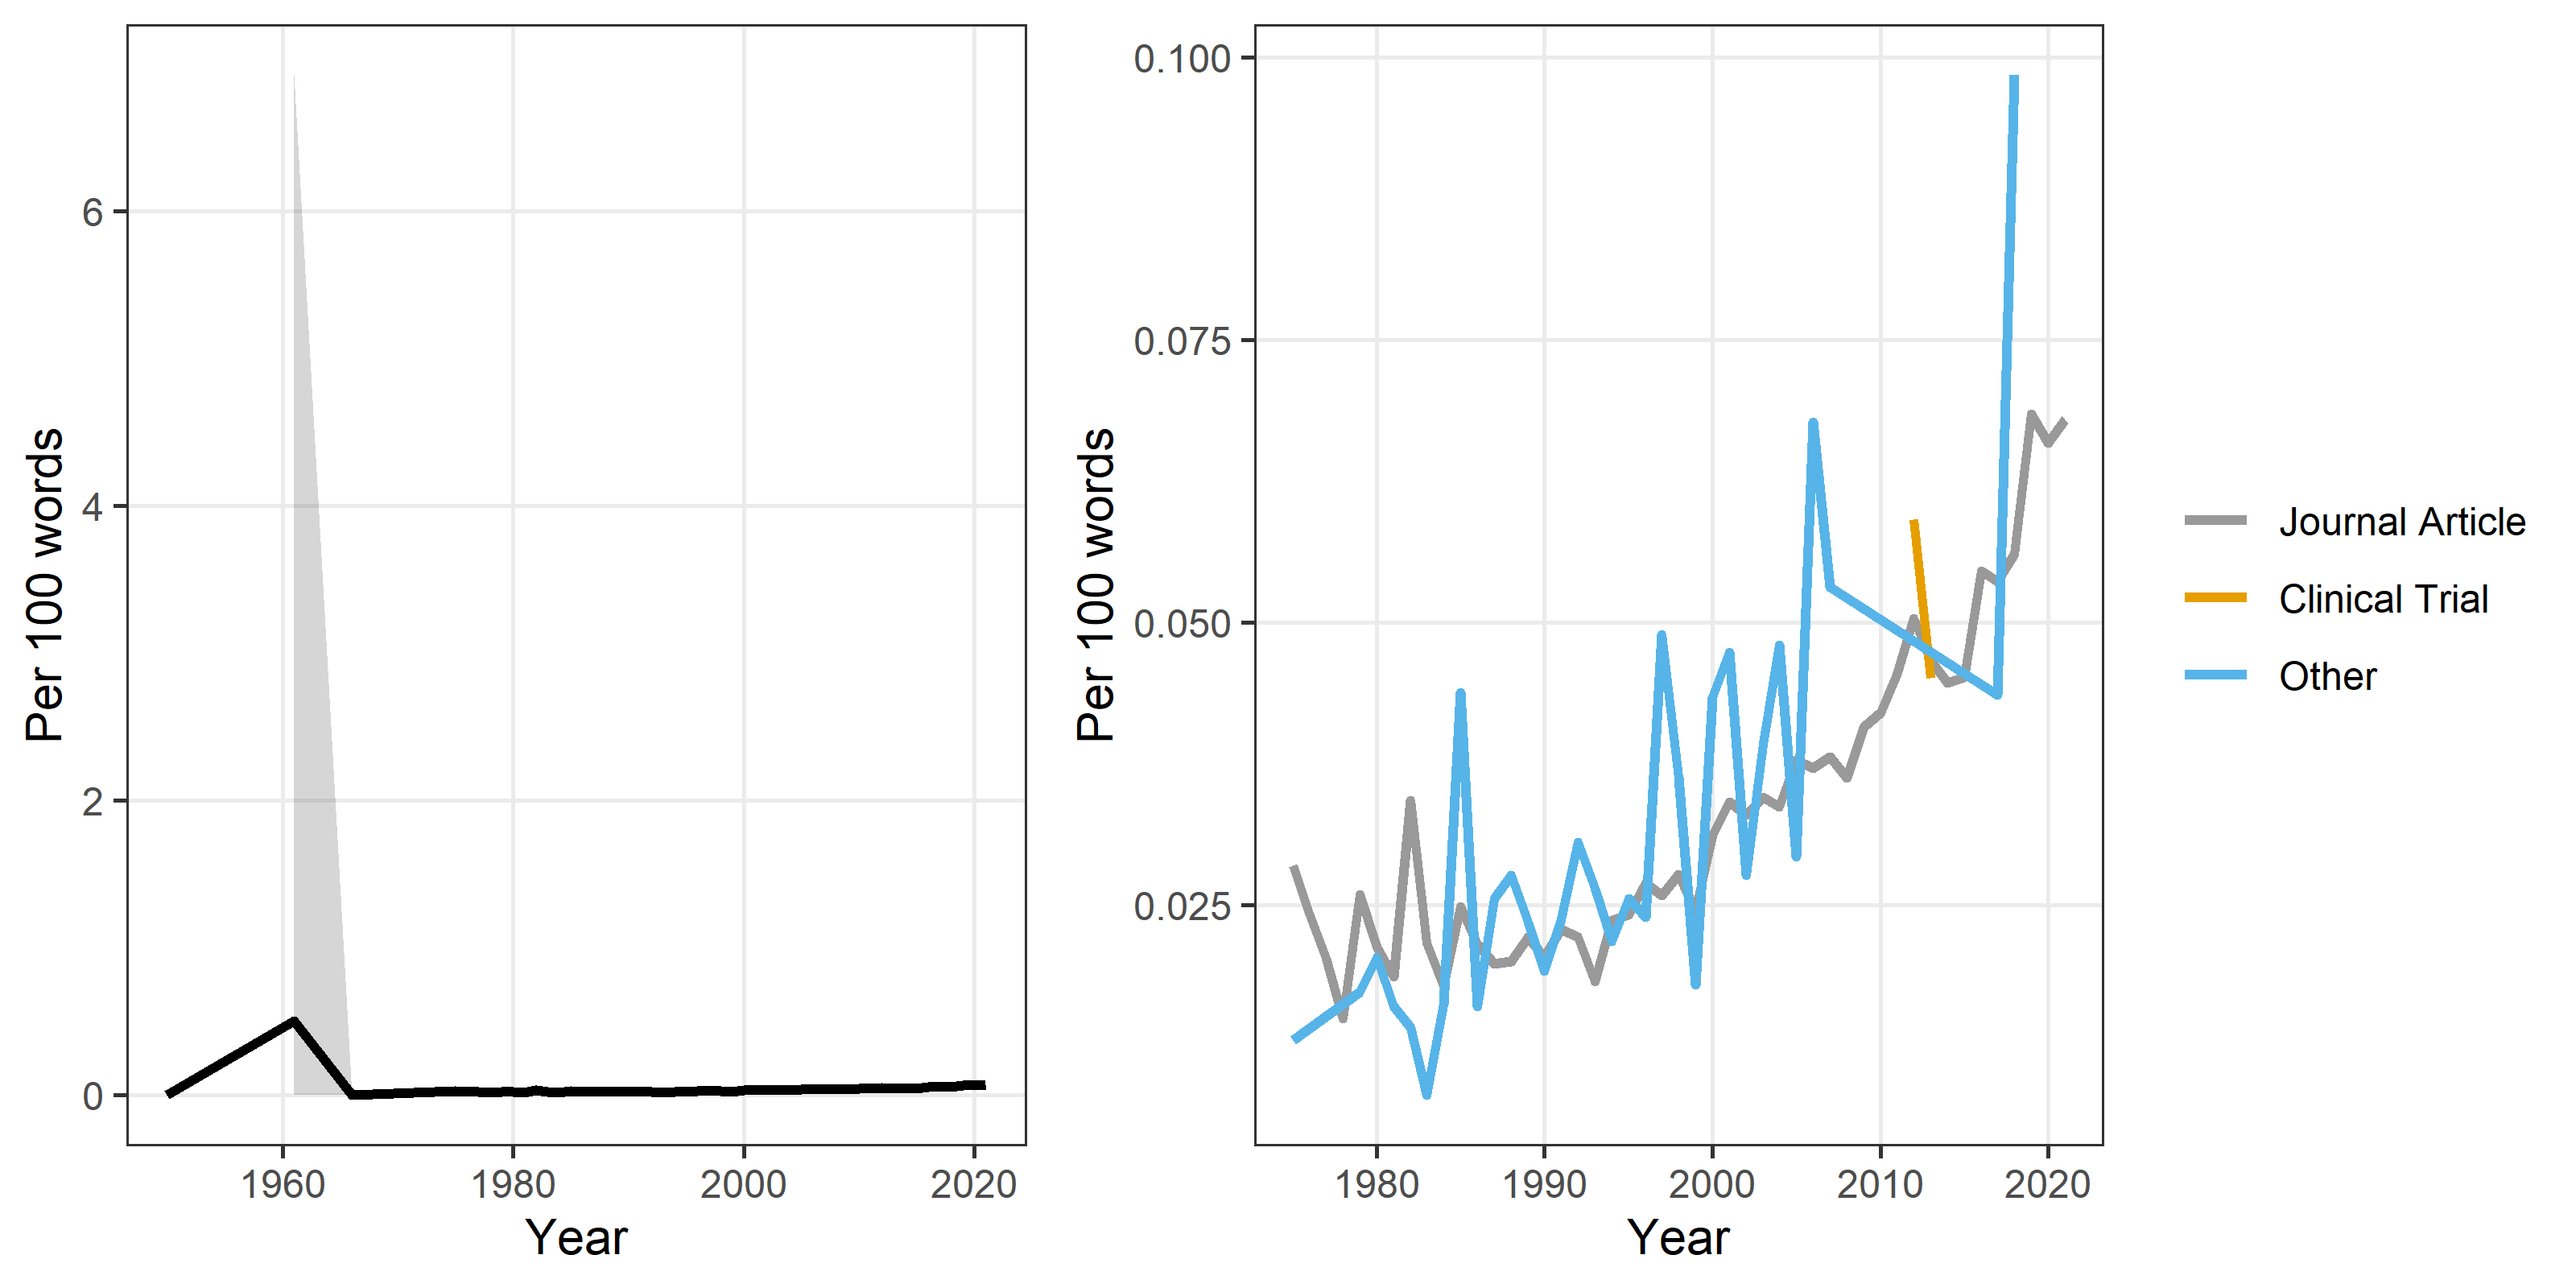 Per 100 words
6
4
2
0
1960 1980 2000 2020
Year
Per 100 words
0.100
0.075
0.050
0.025
1980 1990 2000 2010 2020
Year
Journal Article
Clinical Trial
Other